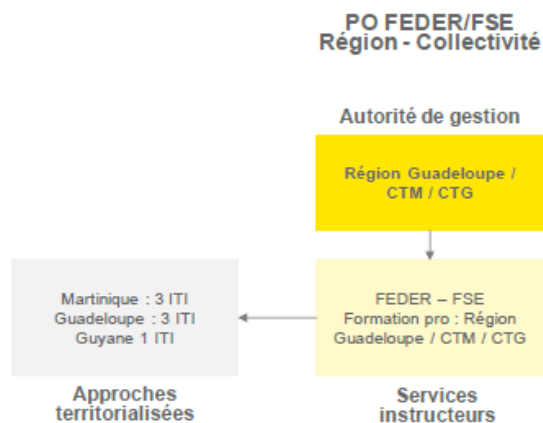 PO FEDER/FSE
Région - Collectivité
Autorité de gestion
Région Guadeloupe /
CTM / CTG
Martinique : 3 ITI
Guadeloupe : 3 ITI
Guyane 1 ITI
FEDER – FSE
Formation pro : Région
Guadeloupe / CTM / CTG
Approches
territorialisées
Services
instructeurs